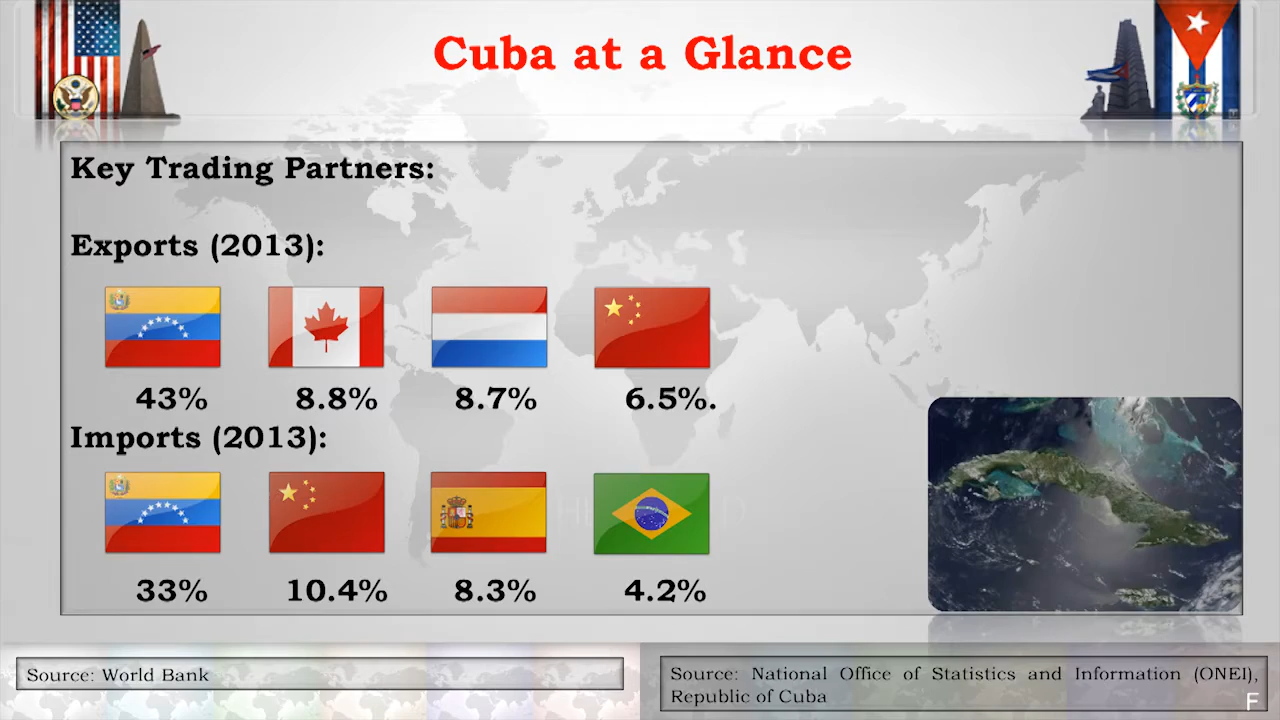 Cuba at a Glance
Key Trading Partners:
Exports (2013):
43% 8.8% 8.7% 6.5%.
Imports (2013):
33% 10.4% 8.3% 4.2%
Source: World Bank
Source: National Office of Statistics and Information (ONEI),
Republic of Cuba
F